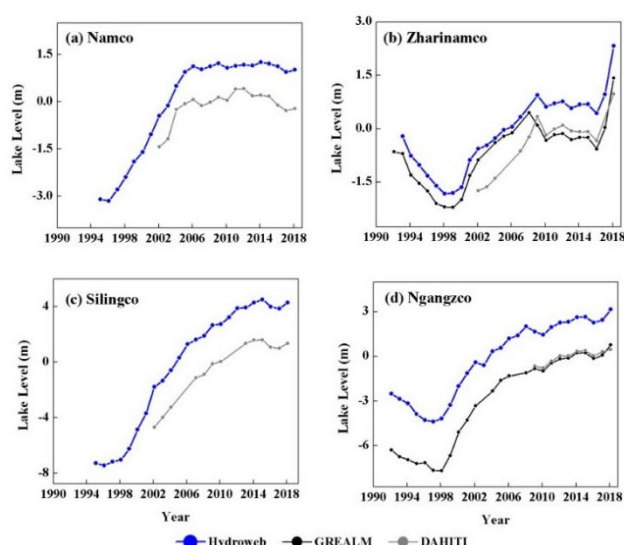 (a) Namco
Lake Level (m)
1.5
0.0
-1.5
-3.0
1990 1994 1998 2002 2006 2010 2014 2018
(b) Zharinamco
Lake Level (m)
3.0
1.5
0.0
-1.5
1990 1994 1998 2002 2006 2010 2014 2018
(c) Silingco
Lake Level (m)
4
0
-4
-8
1990 1994 1998 2002 2006 2010 2014 2018
Year
(d) Ngangzco
Lake Level (m)
3
0
-3
-6
1990 1994 1998 2002 2006 2010 2014 2018
Year
Hydroweb GREALM DAHITI